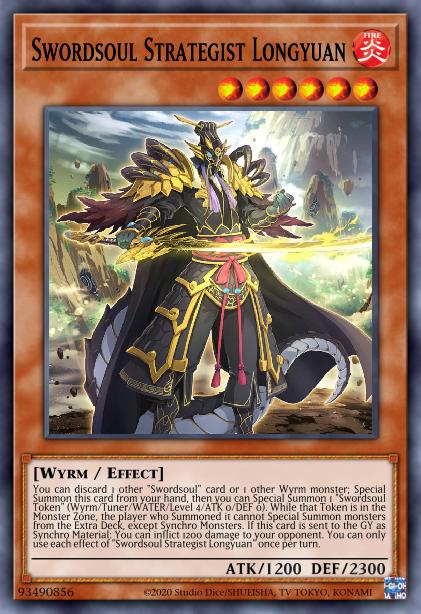 SWORDSOUL STRATEGIST LONGYUAN
FIRE
炎
[WYRM / EFFECT]
You can discard 1 other "Swordsoul" card or 1 other Wyrm monster; Special
Summon this card from your hand, then you can Special Summon 1 "Swordsoul
Token" (Wyrm/Tuner/WATER/Level 4/ATK 0/DEF 0). While that Token is in the
Monster Zone, the player who Summoned it cannot Special Summon monsters
from the Extra Deck, except Synchro Monsters. If this card is sent to the GY as
Synchro Material: You can inflict 1200 damage to your opponent. You can only
use each effect of "Swordsoul Strategist Longyuan" once per turn.
ATK/1200 DEF/2300
93490856
©2020 Studio Dice/SHUEISHA, TV TOKYO, KONAMI